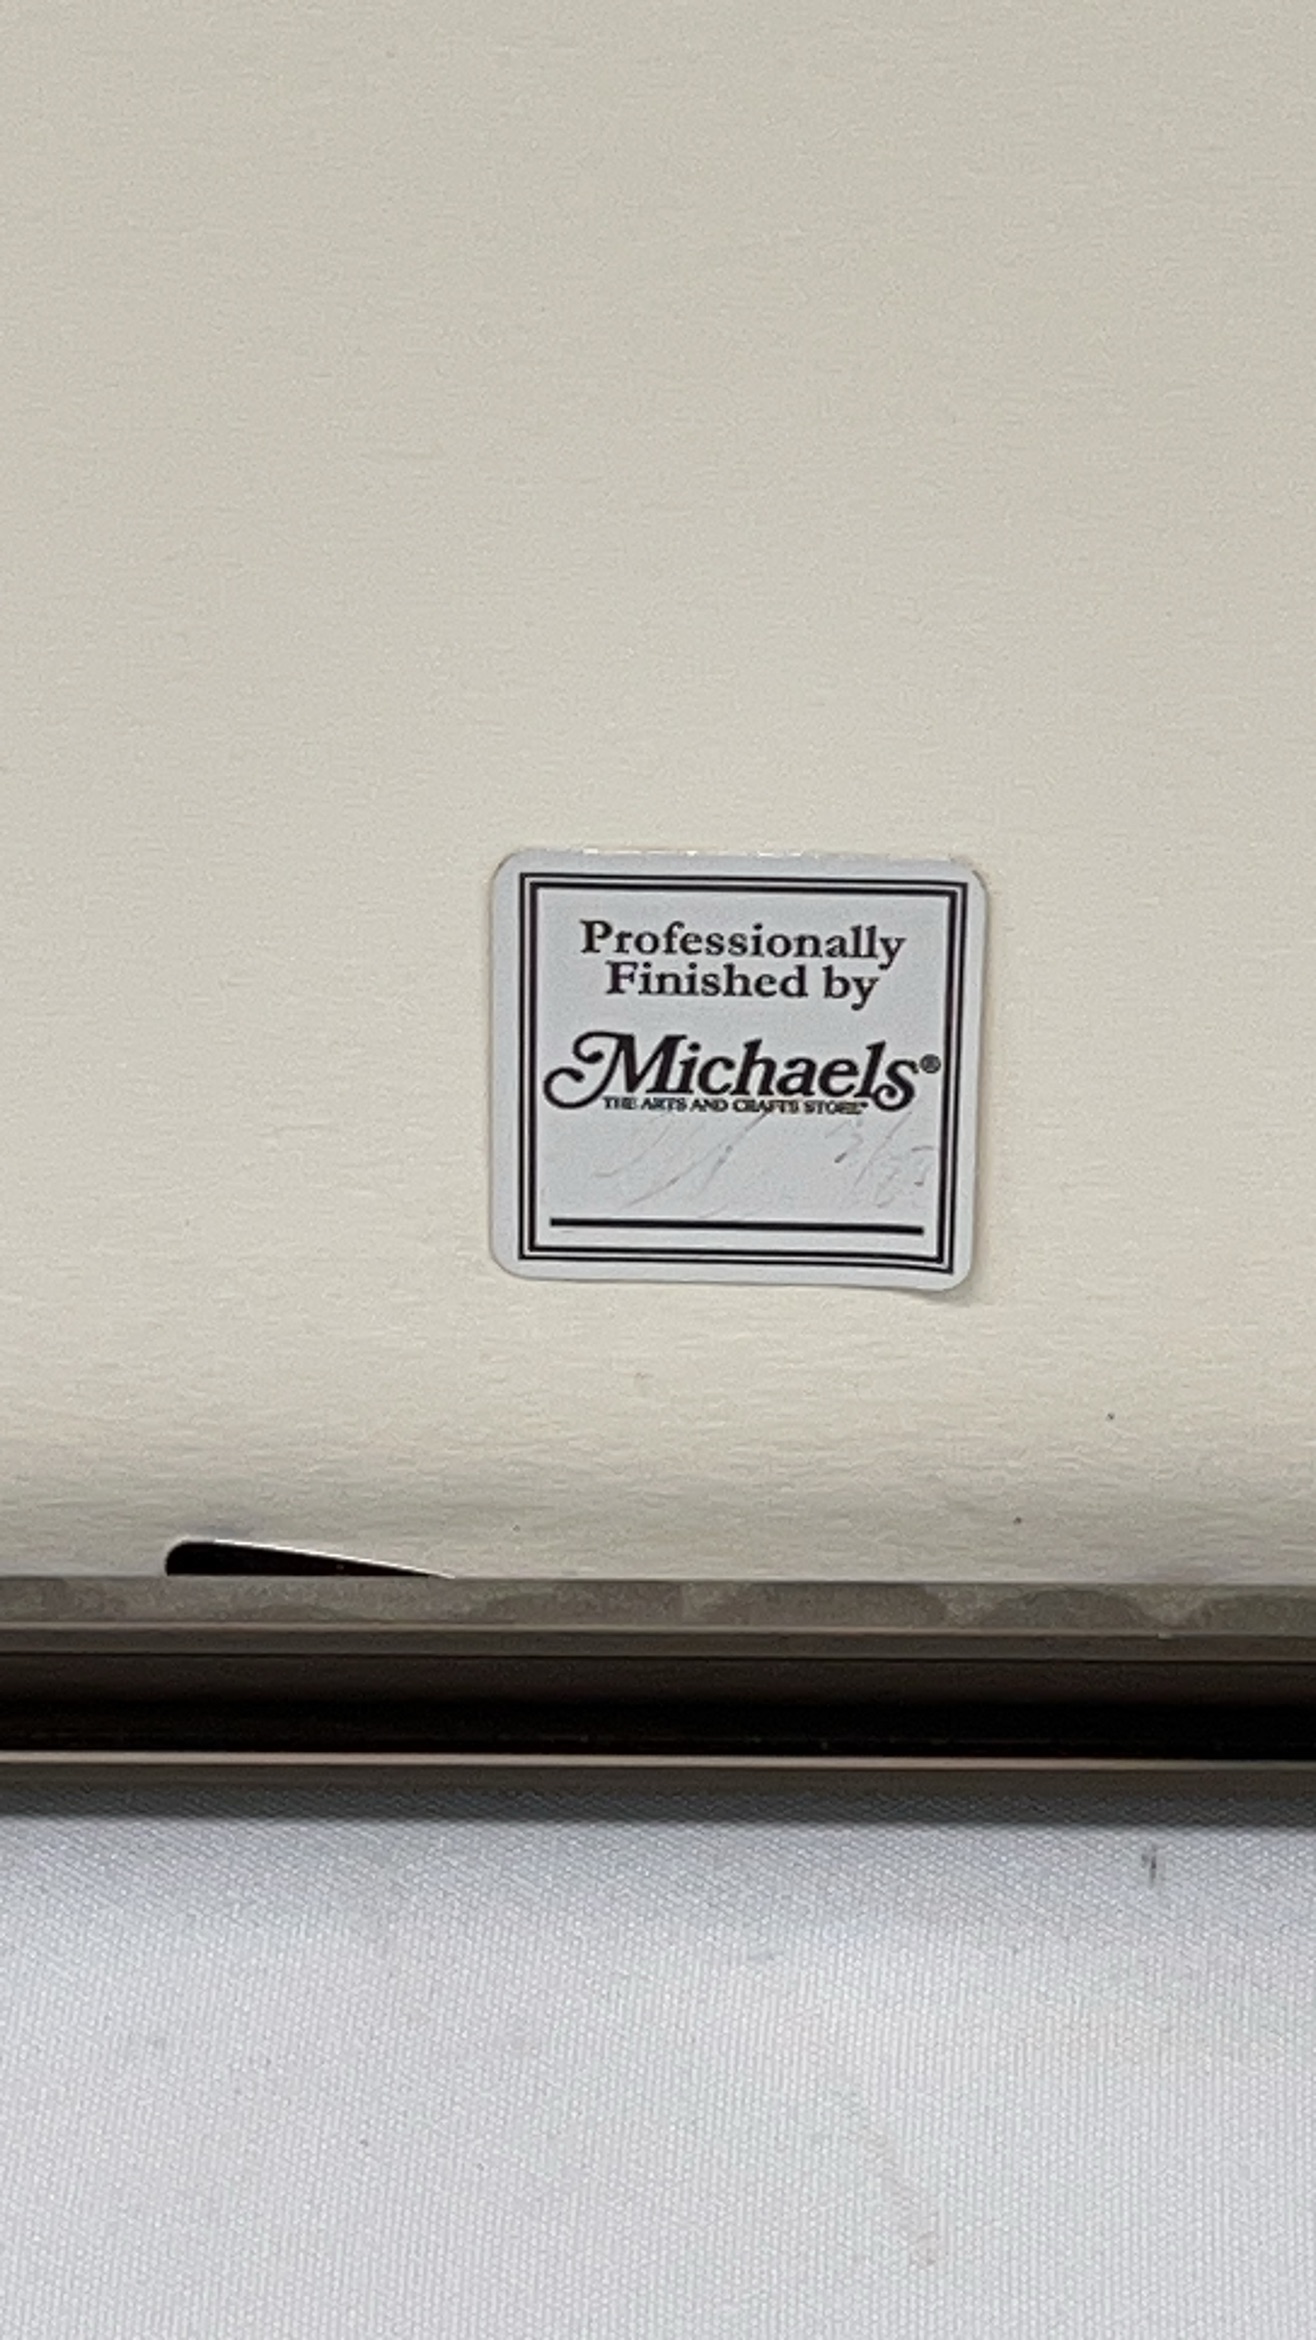 Professionally
Finished by
Michaels®
THE ARTS AND CRAFTS STORE